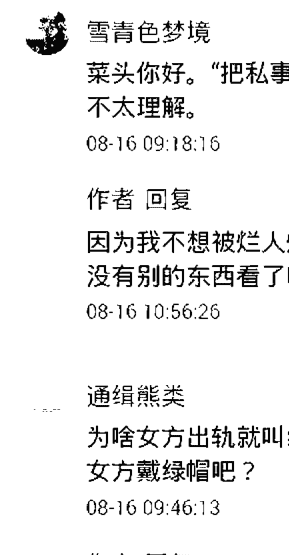 雪青色梦境
菜头你好。“把私事
不太理解。
08-16 09:18:16
作者 回复
因为我不想被烂人
没有别的东西看了
08-16 10:56:26
通缉熊类
为啥女方出轨就叫
女方戴绿帽吧？
08-16 09:46:13